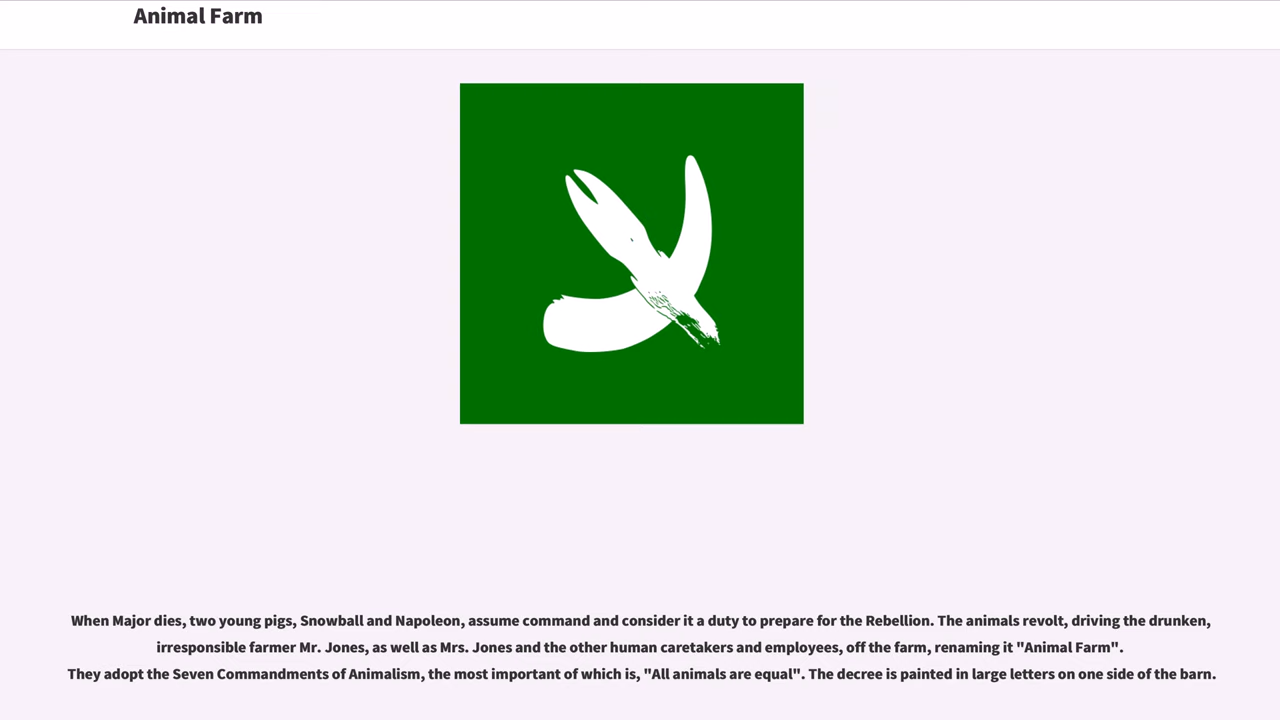 Animal Farm
When Major dies, two young pigs, Snowball and Napoleon, assume command and consider it a duty to prepare for the Rebellion. The animals revolt, driving the drunken,
irresponsible farmer Mr. Jones, as well as Mrs. Jones and the other human caretakers and employees, off the farm, renaming it "Animal Farm".
They adopt the Seven Commandments of Animalism, the most important of which is, "All animals are equal". The decree is painted in large letters on one side of the barn.